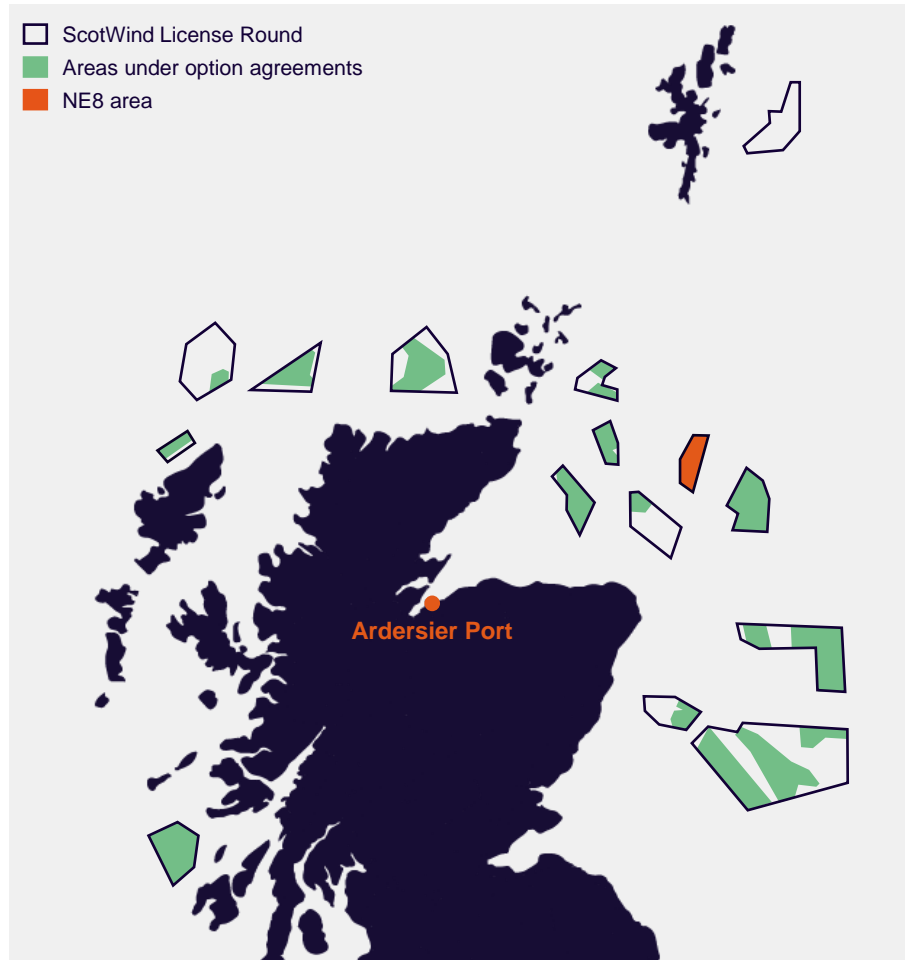 ScotWind License Round
Areas under option agreements
NE8 area
Ardersier Port